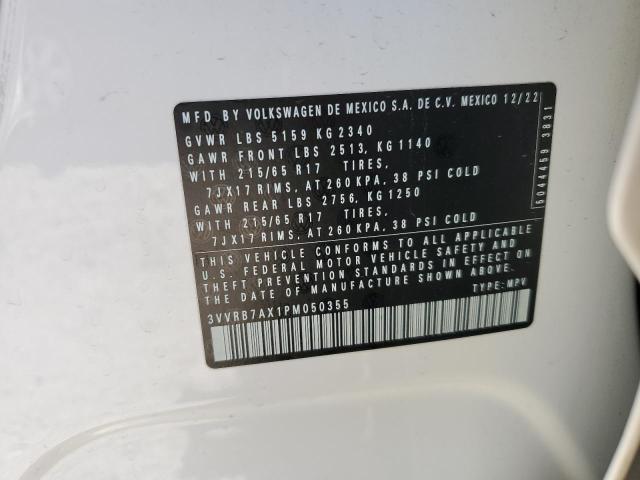 MFD. BY VOLKSWAGEN DE MEXICO S.A. DE C.V. MEXICO 12/22
GVWR LBS 5159 KG 2340
GAWR FRONT LBS 2513, KG 1140
WITH 215/65 R17 TIRES,
7JX17 RIMS, AT 260 KPA, 38 PSI COLD
GAWR REAR LBS 2756, KG 1250
WITH 215/65 R17 TIRES,
7JX17 RIMS, AT 260 KPA, 38 PSI COLD
THIS VEHICLE CONFORMS TO ALL APPLICABLE
U.S. FEDERAL MOTOR VEHICLE SAFETY AND
THEFT PREVENTION STANDARDS IN EFFECT ON
THE DATE OF MANUFACTURE SHOWN ABOVE.
3VVRB7AX1PM050355 TYPE: MPV
5044459 3831